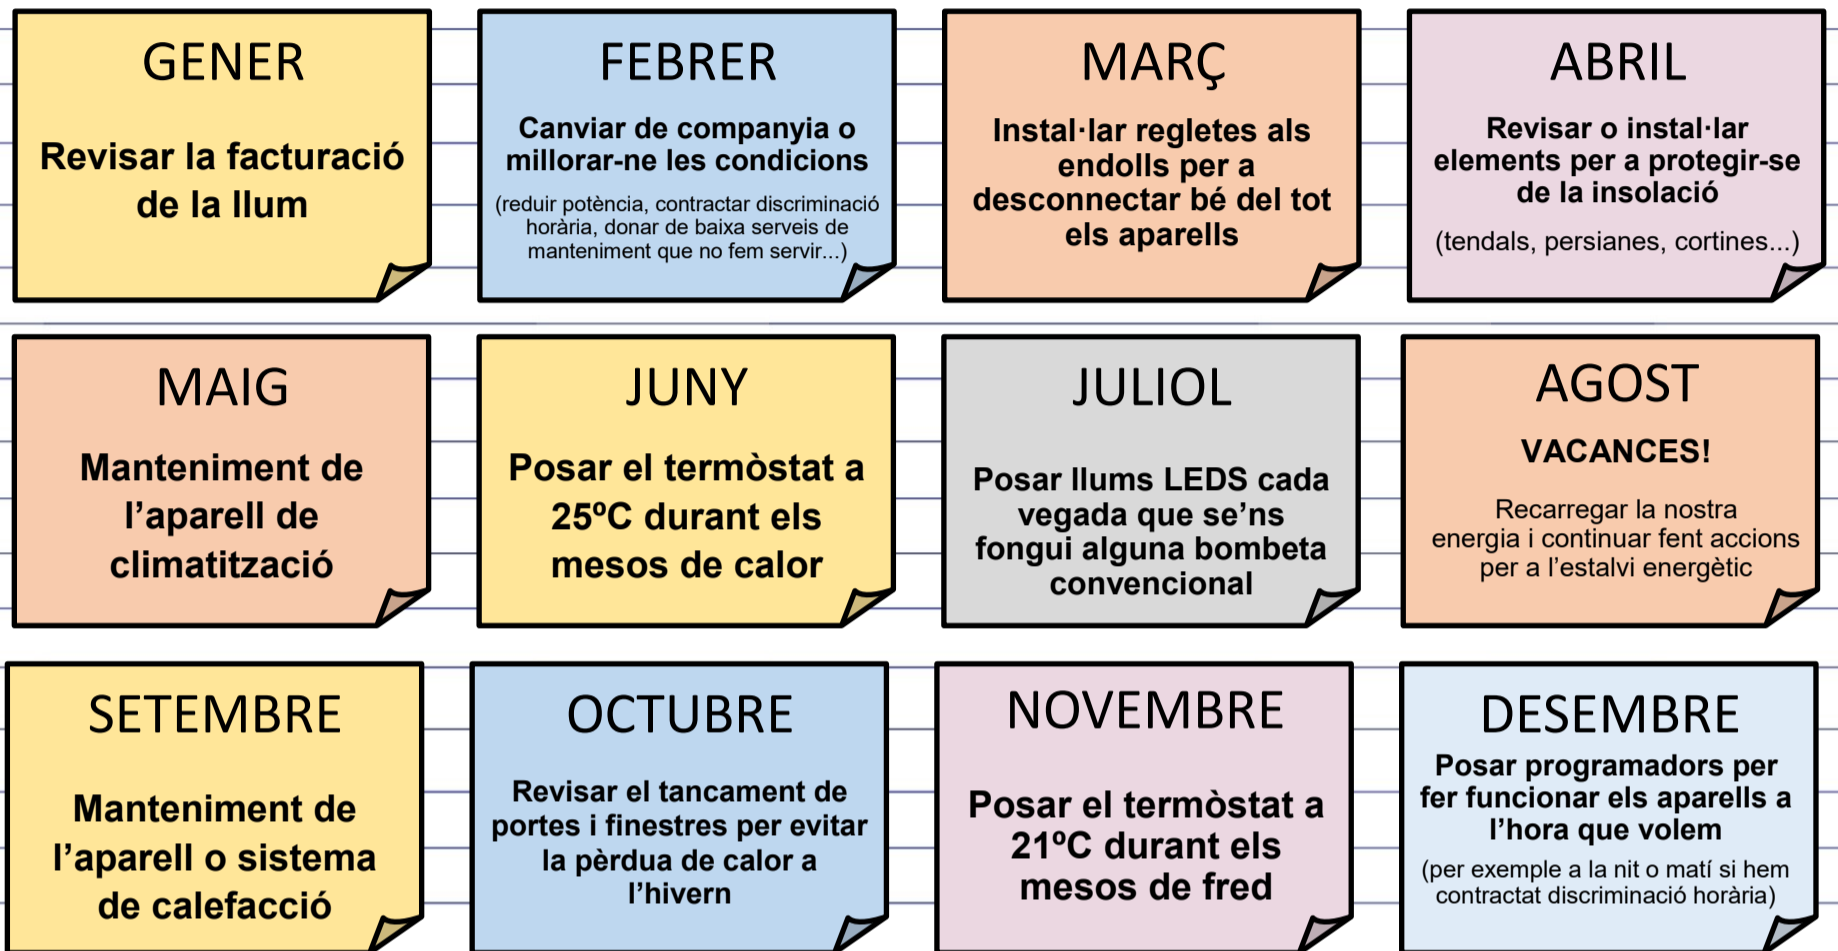 GENER
Revisar la facturació
de la llum
FEBRER
Canviar de companyia o
millorar-ne les condicions
(reduir potència, contractar discriminació
horària, donar de baixa serveis de
manteniment que no fem servir...)
MARÇ
Instal·lar regletes als
endolls per a
desconnectar bé del tot
els aparells
ABRIL
Revisar o instal·lar
elements per a protegir-se
de la insolació
(tendals, persianes, cortines...)
MAIG
Manteniment de
l’aparell de
climatització
JUNY
Posar el termòstat a
25ºC durant els
mesos de calor
JULIOL
Posar llums LEDS cada
vegada que se’ns
fongui alguna bombeta
convencional
AGOST
VACANCES!
Recarregar la nostra
energia i continuar fent accions
per a l’estalvi energètic
SETEMBRE
Manteniment de
l’aparell o sistema
de calefacció
OCTUBRE
Revisar el tancament de
portes i finestres per evitar
la pèrdua de calor a
l’hivern
NOVEMBRE
Posar el termòstat a
21ºC durant els
mesos de fred
DESEMBRE
Posar programadors per
fer funcionar els aparells a
l’hora que volem
(per exemple a la nit o matí si hem
contractat discriminació horària)